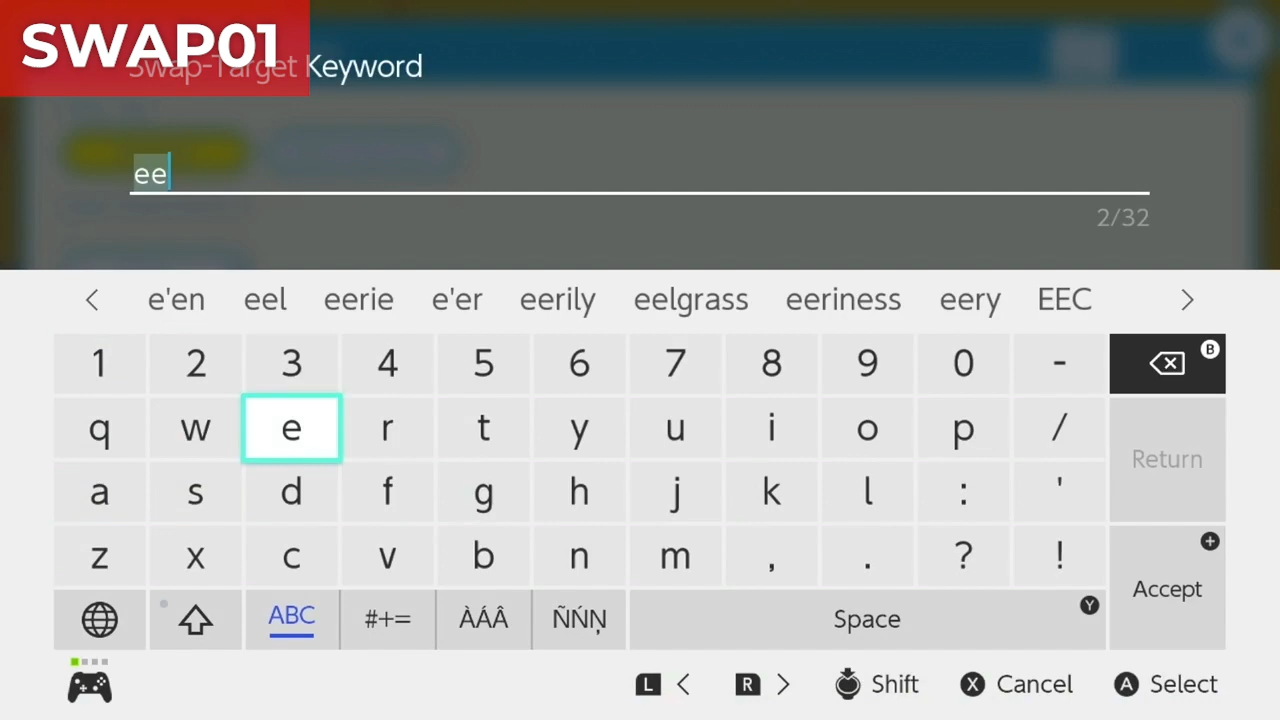 SWAP01
Swap-Target Keyword
ee
2/32
e'en eel eerie e'er eerily eelgrass eeriness eery EEC
1 2 3 4 5 6 7 8 9 0 - B
q w e r t y u i o p /
Return
a s d f g h j k l : '
z x c v b n m , . ? ! Accept
ABC #+= ÀÁÂ ÑŃŅ Space Y
L R Shift X Cancel A Select